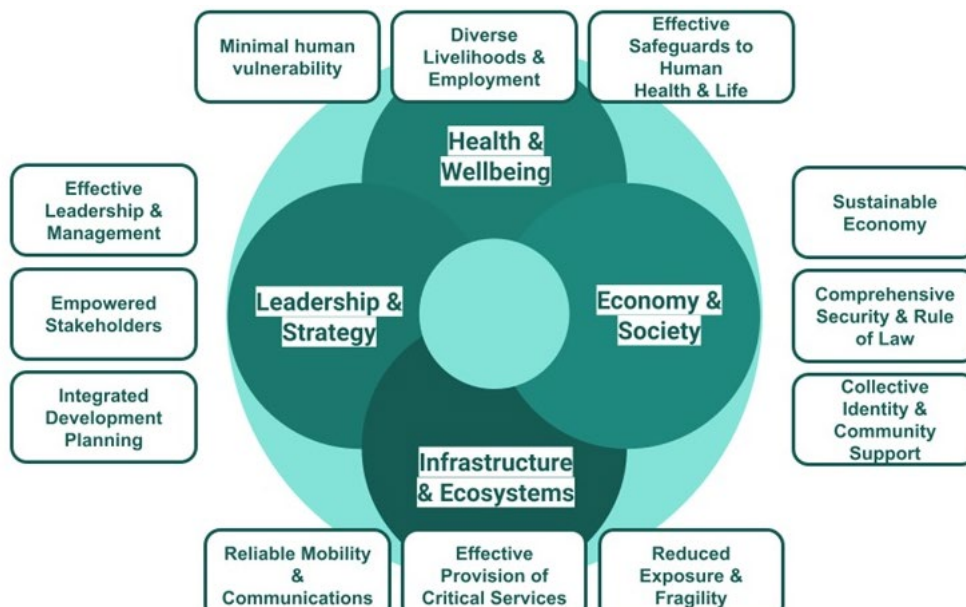 Minimal human
vulnerability
Diverse
Livelihoods &
Employment
Effective
Safeguards to
Human
Health & Life
Health &
Wellbeing
Effective
Leadership &
Management
Empowered
Stakeholders
Integrated
Development
Planning
Leadership &
Strategy
Economy &
Society
Sustainable
Economy
Comprehensive
Security & Rule
of Law
Collective
Identity &
Community
Support
Infrastructure
& Ecosystems
Reliable Mobility
&
Communications
Effective
Provision of
Critical Services
Reduced
Exposure &
Fragility